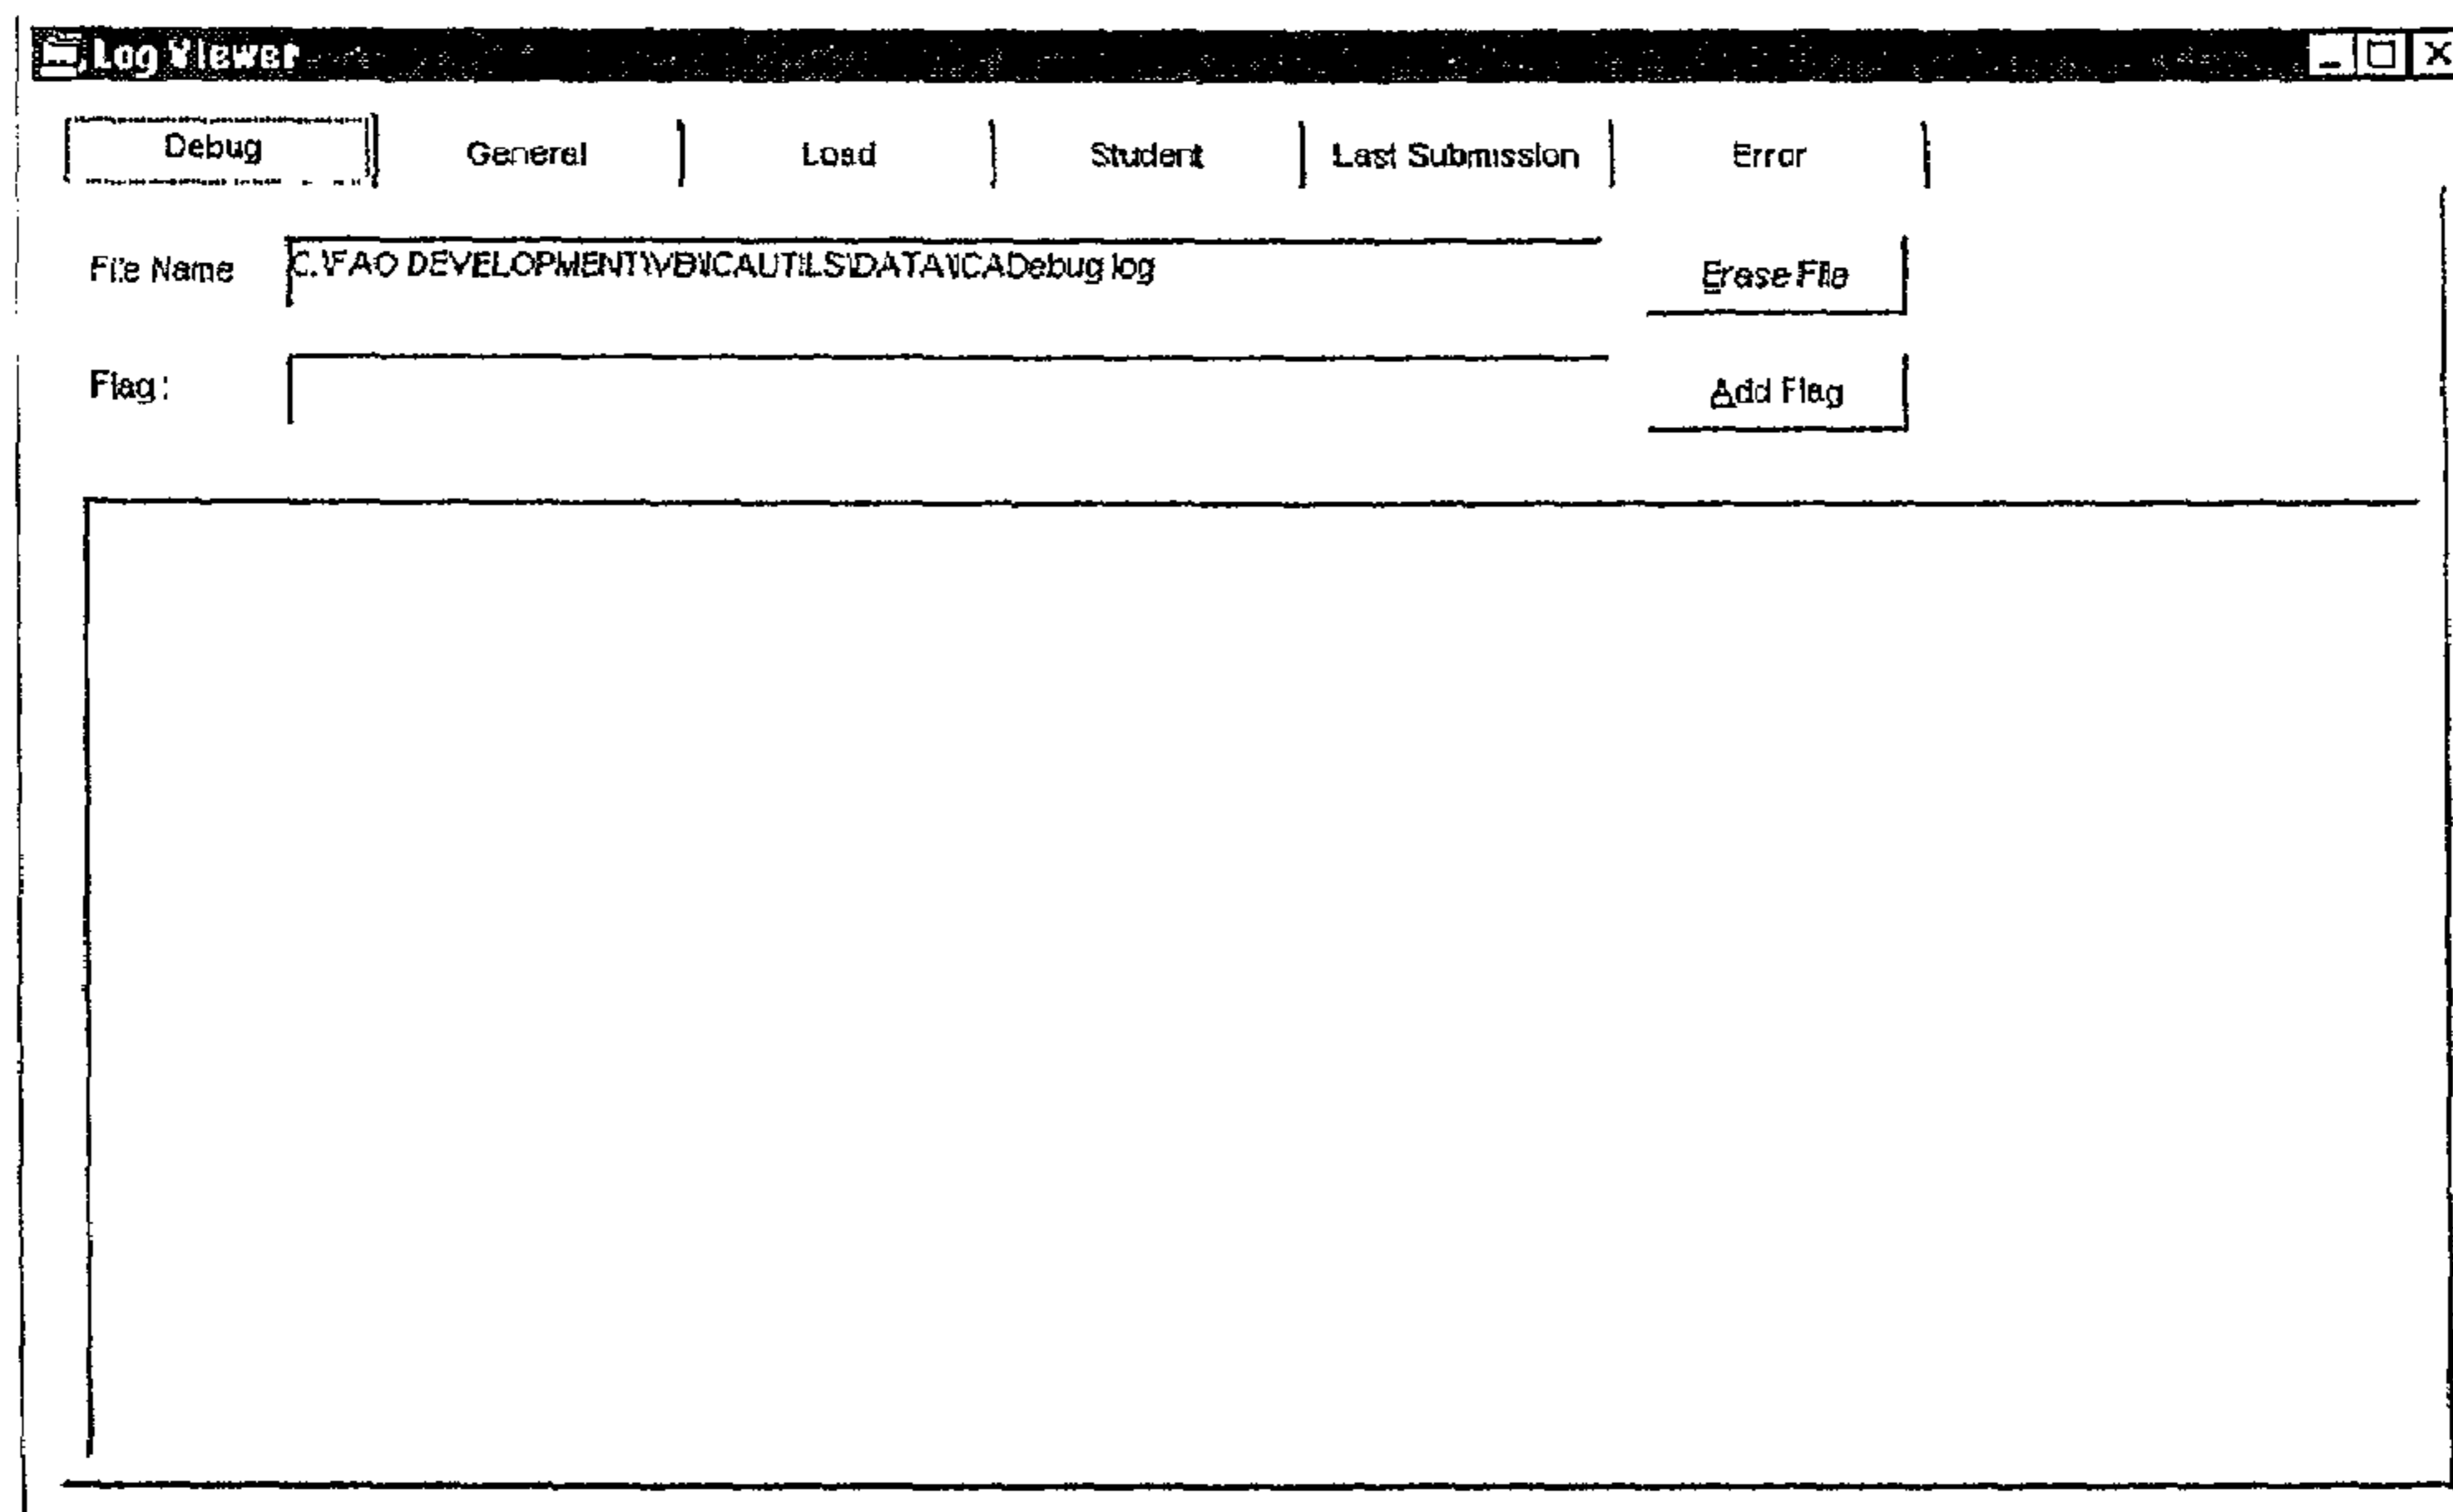 Log Viewer
Debug General Load Student Last Submission Error
File Name C:\FAO DEVELOPMENT\VB\ICAUTILS\DATA\ICADebug log Erase File
Flag: Add Flag